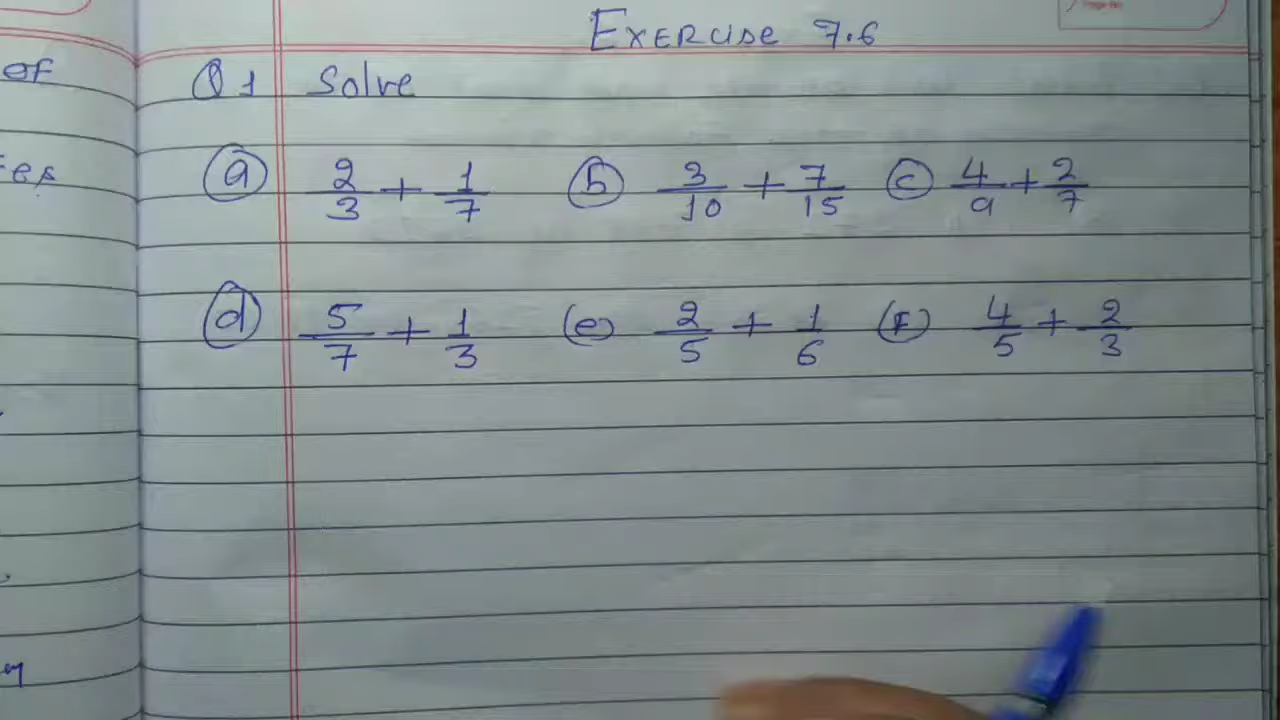 Exercise 7.6
of
Q1 Solve
(a) 2/3 + 1/7 (b) 3/10 + 7/15 (c) 4/9 + 2/7
(d) 5/7 + 1/3 (e) 2/5 + 1/6 (f) 4/5 + 2/3